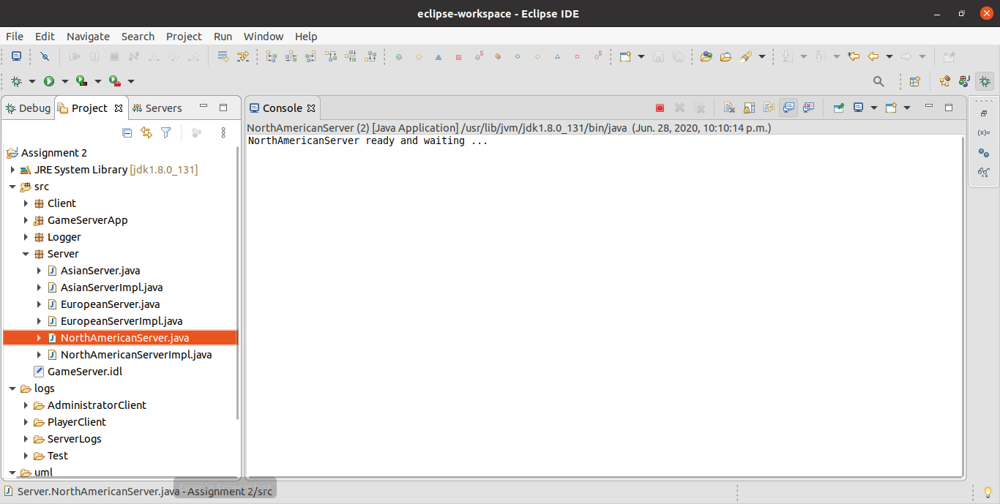 eclipse-workspace - Eclipse IDE
File Edit Navigate Search Project Run Window Help
Debug Project Servers
Console
NorthAmericanServer (2) [Java Application] /usr/lib/jvm/jdk1.8.0_131/bin/java (Jun. 28, 2020, 10:10:14 p.m.)
NorthAmericanServer ready and waiting ...
Assignment 2
JRE System Library [jdk1.8.0_131]
src
Client
GameServerApp
Logger
Server
AsianServer.java
AsianServerImpl.java
EuropeanServer.java
EuropeanServerImpl.java
NorthAmericanServer.java
NorthAmericanServerImpl.java
GameServer.idl
logs
AdministratorClient
PlayerClient
ServerLogs
Test
uml
Server.NorthAmericanServer.java - Assignment 2/src